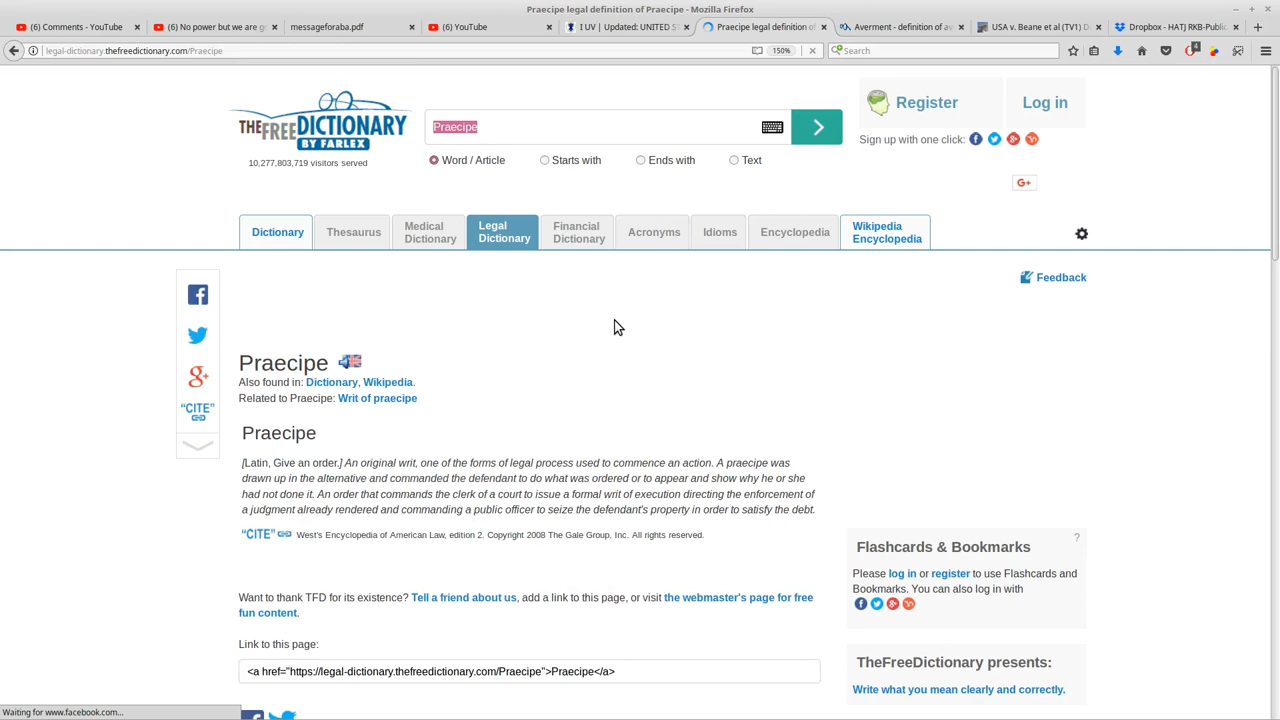 Praecipe legal definition of Praecipe - Mozilla Firefox
(6) Comments - YouTube
(6) No power but we are g
messageforaba.pdf
(6) YouTube
I UV | Updated: UNITED S
Praecipe legal definition o
Averment - definition of av
USA v. Beane et al (TV1) D
Dropbox - HATJ RKB-Public
legal-dictionary.thefreedictionary.com/Praecipe
150%
Search
4
THE FREE DICTIONARY
BY FARLEX
10,277,803,719 visitors served
Praecipe
Word / Article
Starts with
Ends with
Text
Register
Log in
Sign up with one click:
G+
Dictionary
Thesaurus
Medical
Dictionary
Legal
Dictionary
Financial
Dictionary
Acronyms
Idioms
Encyclopedia
Wikipedia
Encyclopedia
Feedback
g+
“CITE”
Praecipe
Also found in: Dictionary, Wikipedia.
Related to Praecipe: Writ of praecipe
Praecipe
[Latin, Give an order.] An original writ, one of the forms of legal process used to commence an action. A praecipe was
drawn up in the alternative and commanded the defendant to do what was ordered or to appear and show why he or she
had not done it. An order that commands the clerk of a court to issue a formal writ of execution directing the enforcement of
a judgment already rendered and commanding a public officer to seize the defendant's property in order to satisfy the debt.
“CITE” West's Encyclopedia of American Law, edition 2. Copyright 2008 The Gale Group, Inc. All rights reserved.
Want to thank TFD for its existence? Tell a friend about us, add a link to this page, or visit the webmaster's page for free
fun content.
Link to this page:
<a href="https://legal-dictionary.thefreedictionary.com/Praecipe">Praecipe</a>
?
Flashcards & Bookmarks
Please log in or register to use Flashcards and
Bookmarks. You can also log in with
TheFreeDictionary presents:
Write what you mean clearly and correctly.
Waiting for www.facebook.com...